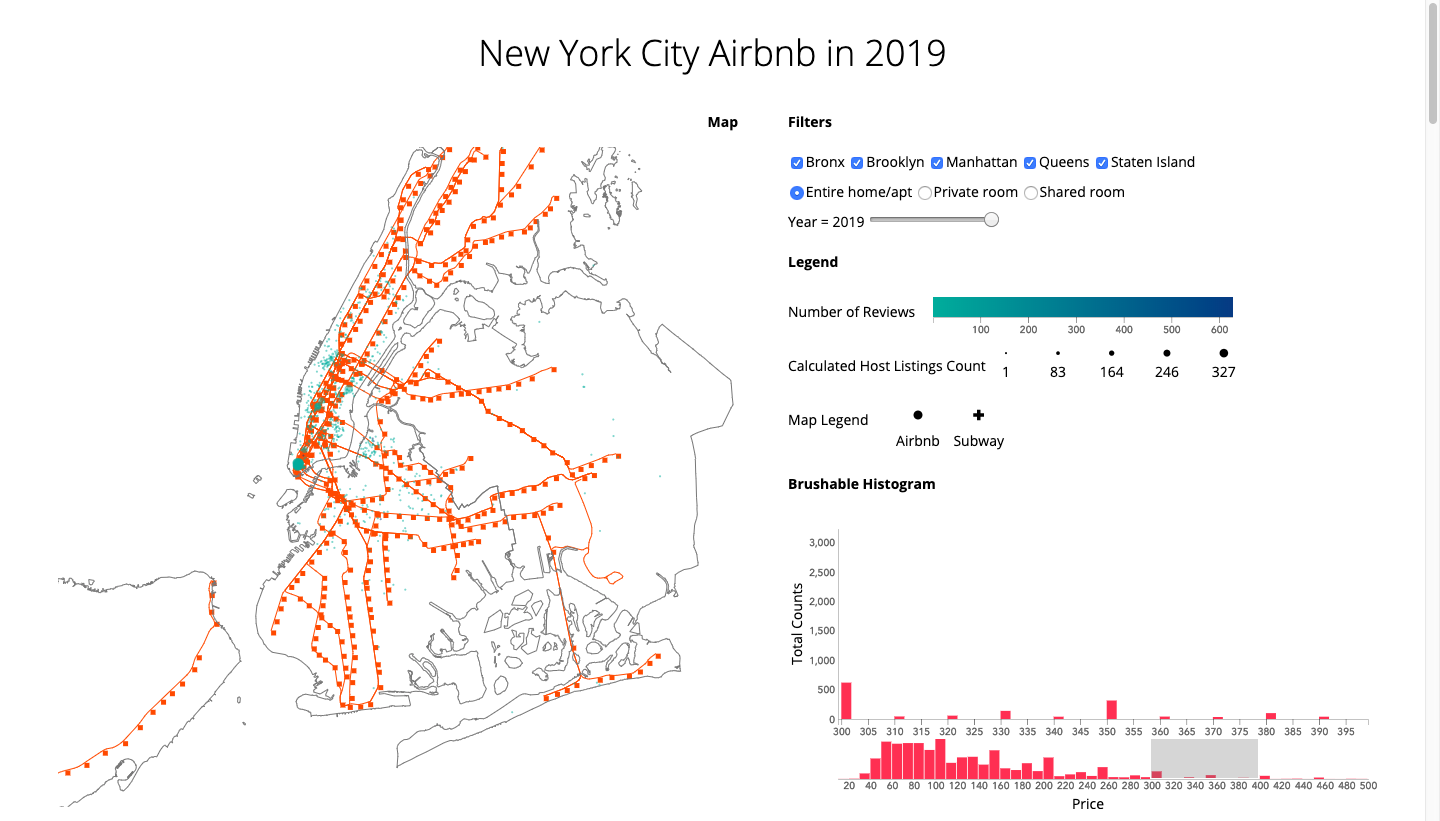 New York City Airbnb in 2019
Map
Filters
Bronx Brooklyn Manhattan Queens Staten Island
Entire home/apt Private room Shared room
Year = 2019
Legend
Number of Reviews
100 200 300 400 500 600
Calculated Host Listings Count
1 83 164 246 327
Map Legend
Airbnb Subway
Brushable Histogram
3,000
2,500
2,000
1,500
1,000
500
0
Total Counts
300 305 310 315 320 325 330 335 340 345 350 355 360 365 370 375 380 385 390 395
20 40 60 80 100 120 140 160 180 200 220 240 260 280 300 320 340 360 380 400 420 440 460 480 500
Price